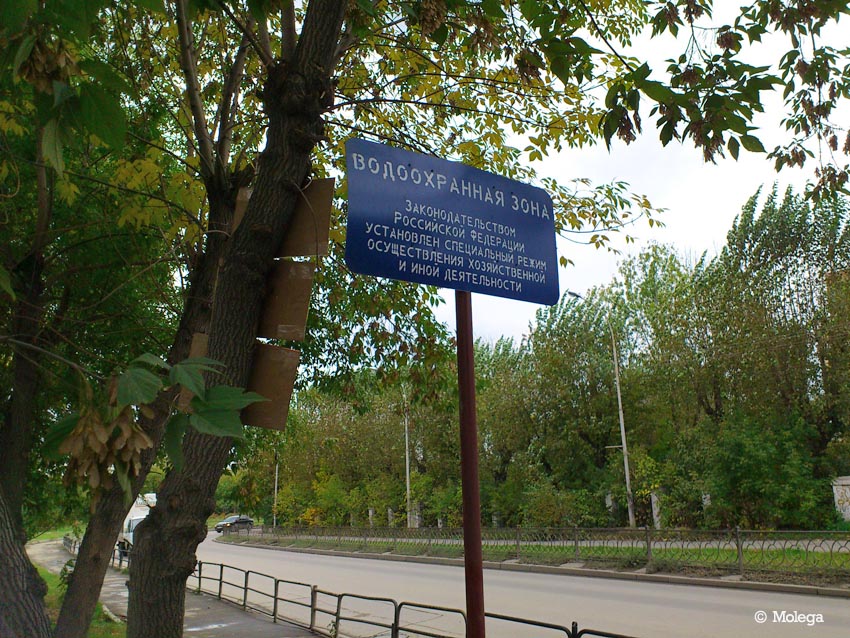 ВОДООХРАННАЯ ЗОНА
ЗАКОНОДАТЕЛЬСТВОМ
РОССИЙСКОЙ ФЕДЕРАЦИИ
УСТАНОВЛЕН СПЕЦИАЛЬНЫЙ РЕЖИМ
ОСУЩЕСТВЛЕНИЯ ХОЗЯЙСТВЕННОЙ
И ИНОЙ ДЕЯТЕЛЬНОСТИ
© Molega